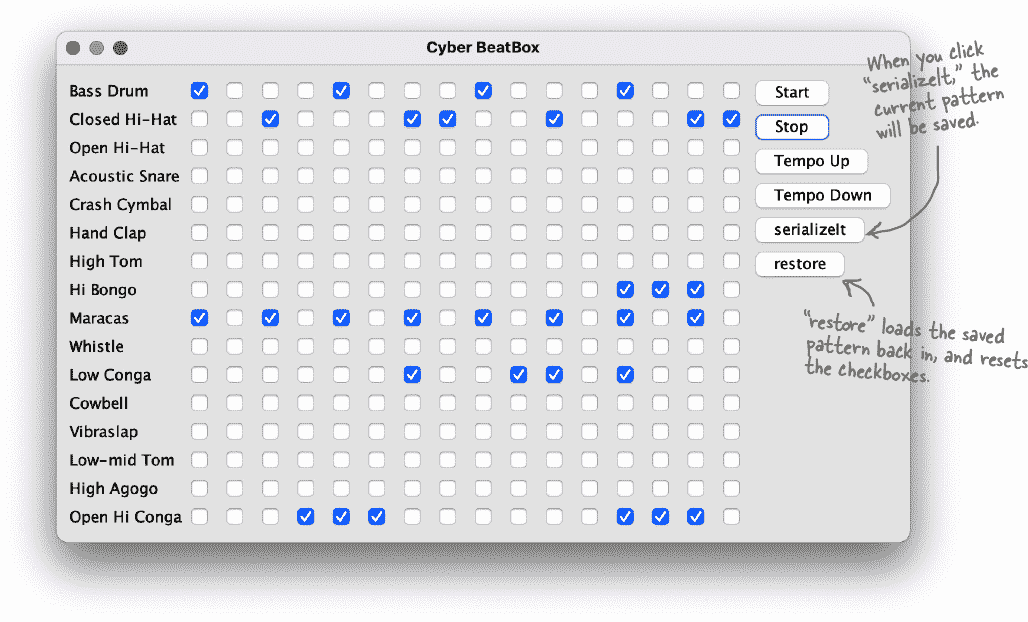 Cyber BeatBox
Bass Drum
Closed Hi-Hat
Open Hi-Hat
Acoustic Snare
Crash Cymbal
Hand Clap
High Tom
Hi Bongo
Maracas
Whistle
Low Conga
Cowbell
Vibraslap
Low-mid Tom
High Agogo
Open Hi Conga
Start
Stop
Tempo Up
Tempo Down
serializeIt
restore
When you click
“serializeIt,” the
current pattern
will be saved.
“restore” loads the saved
pattern back in, and resets
the checkboxes.